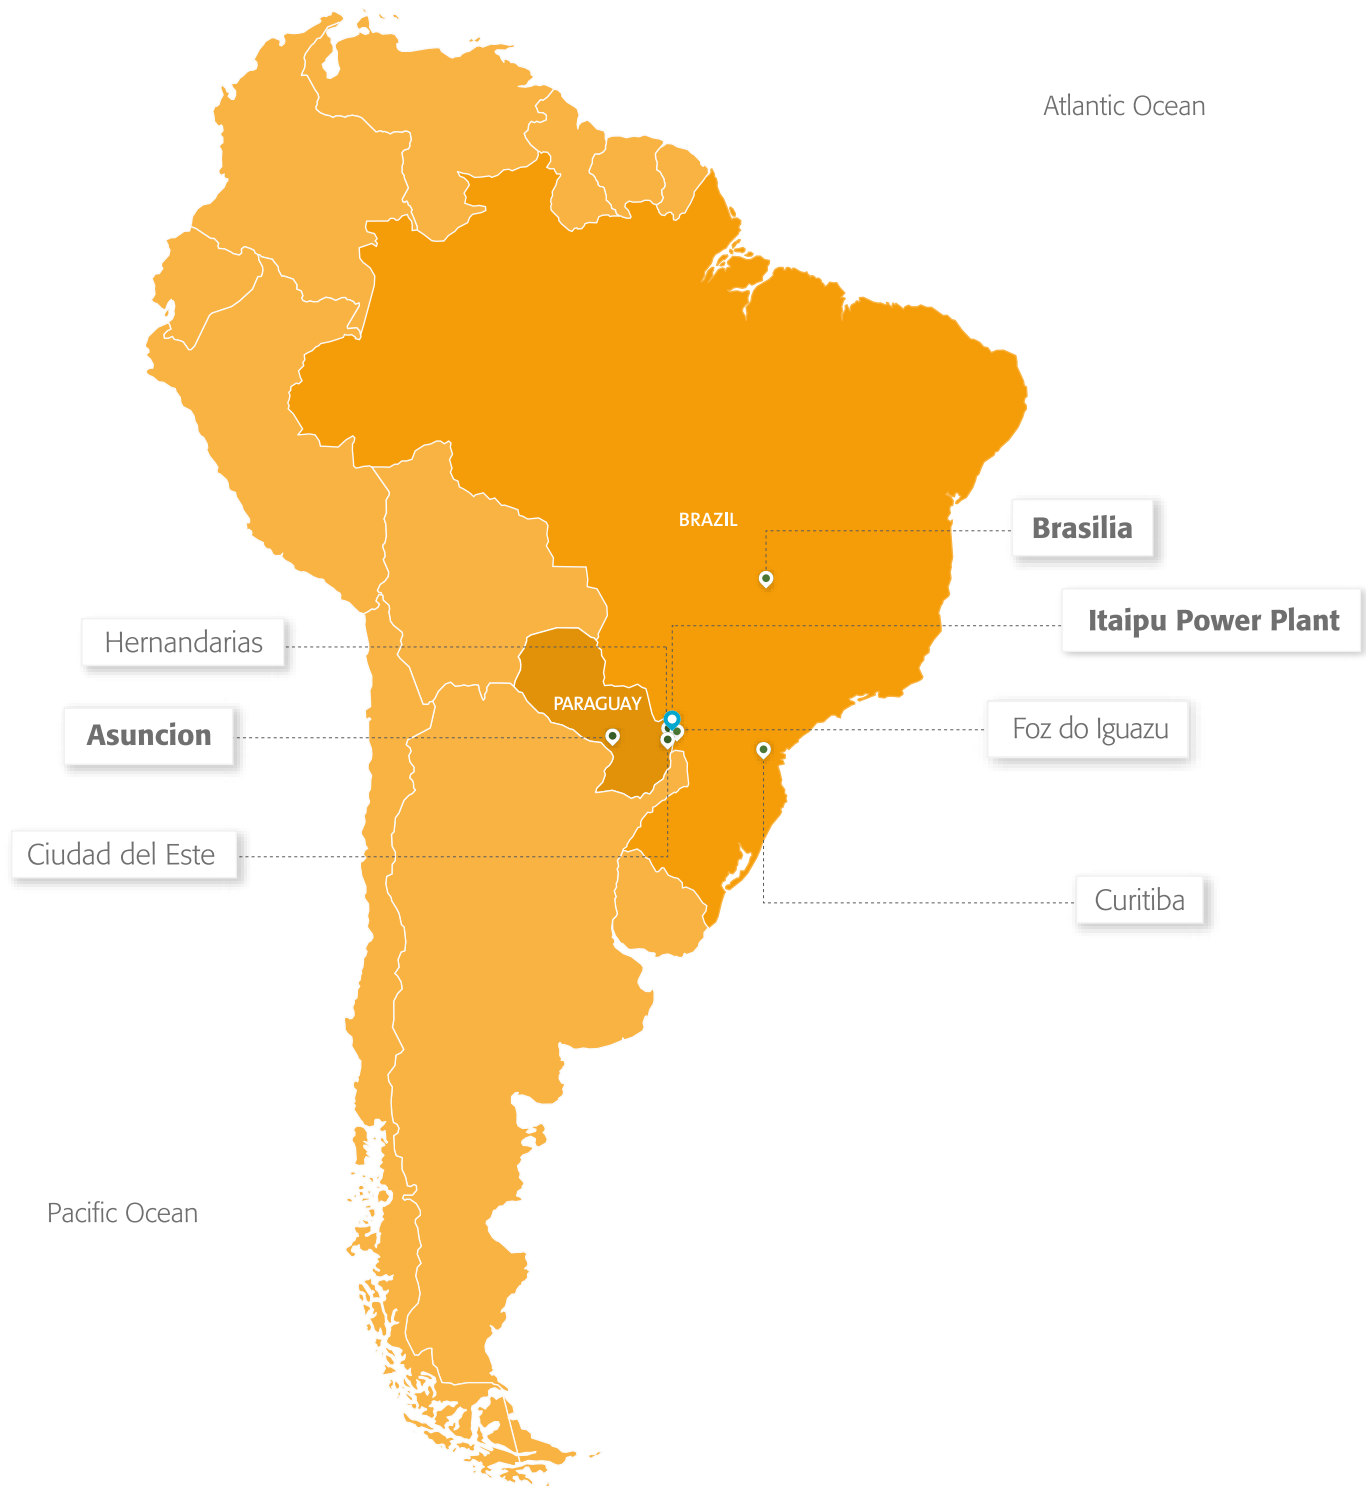 Atlantic Ocean
BRAZIL
Brasilia
Itaipu Power Plant
Hernandarias
PARAGUAY
Asuncion
Foz do Iguazu
Ciudad del Este
Curitiba
Pacific Ocean